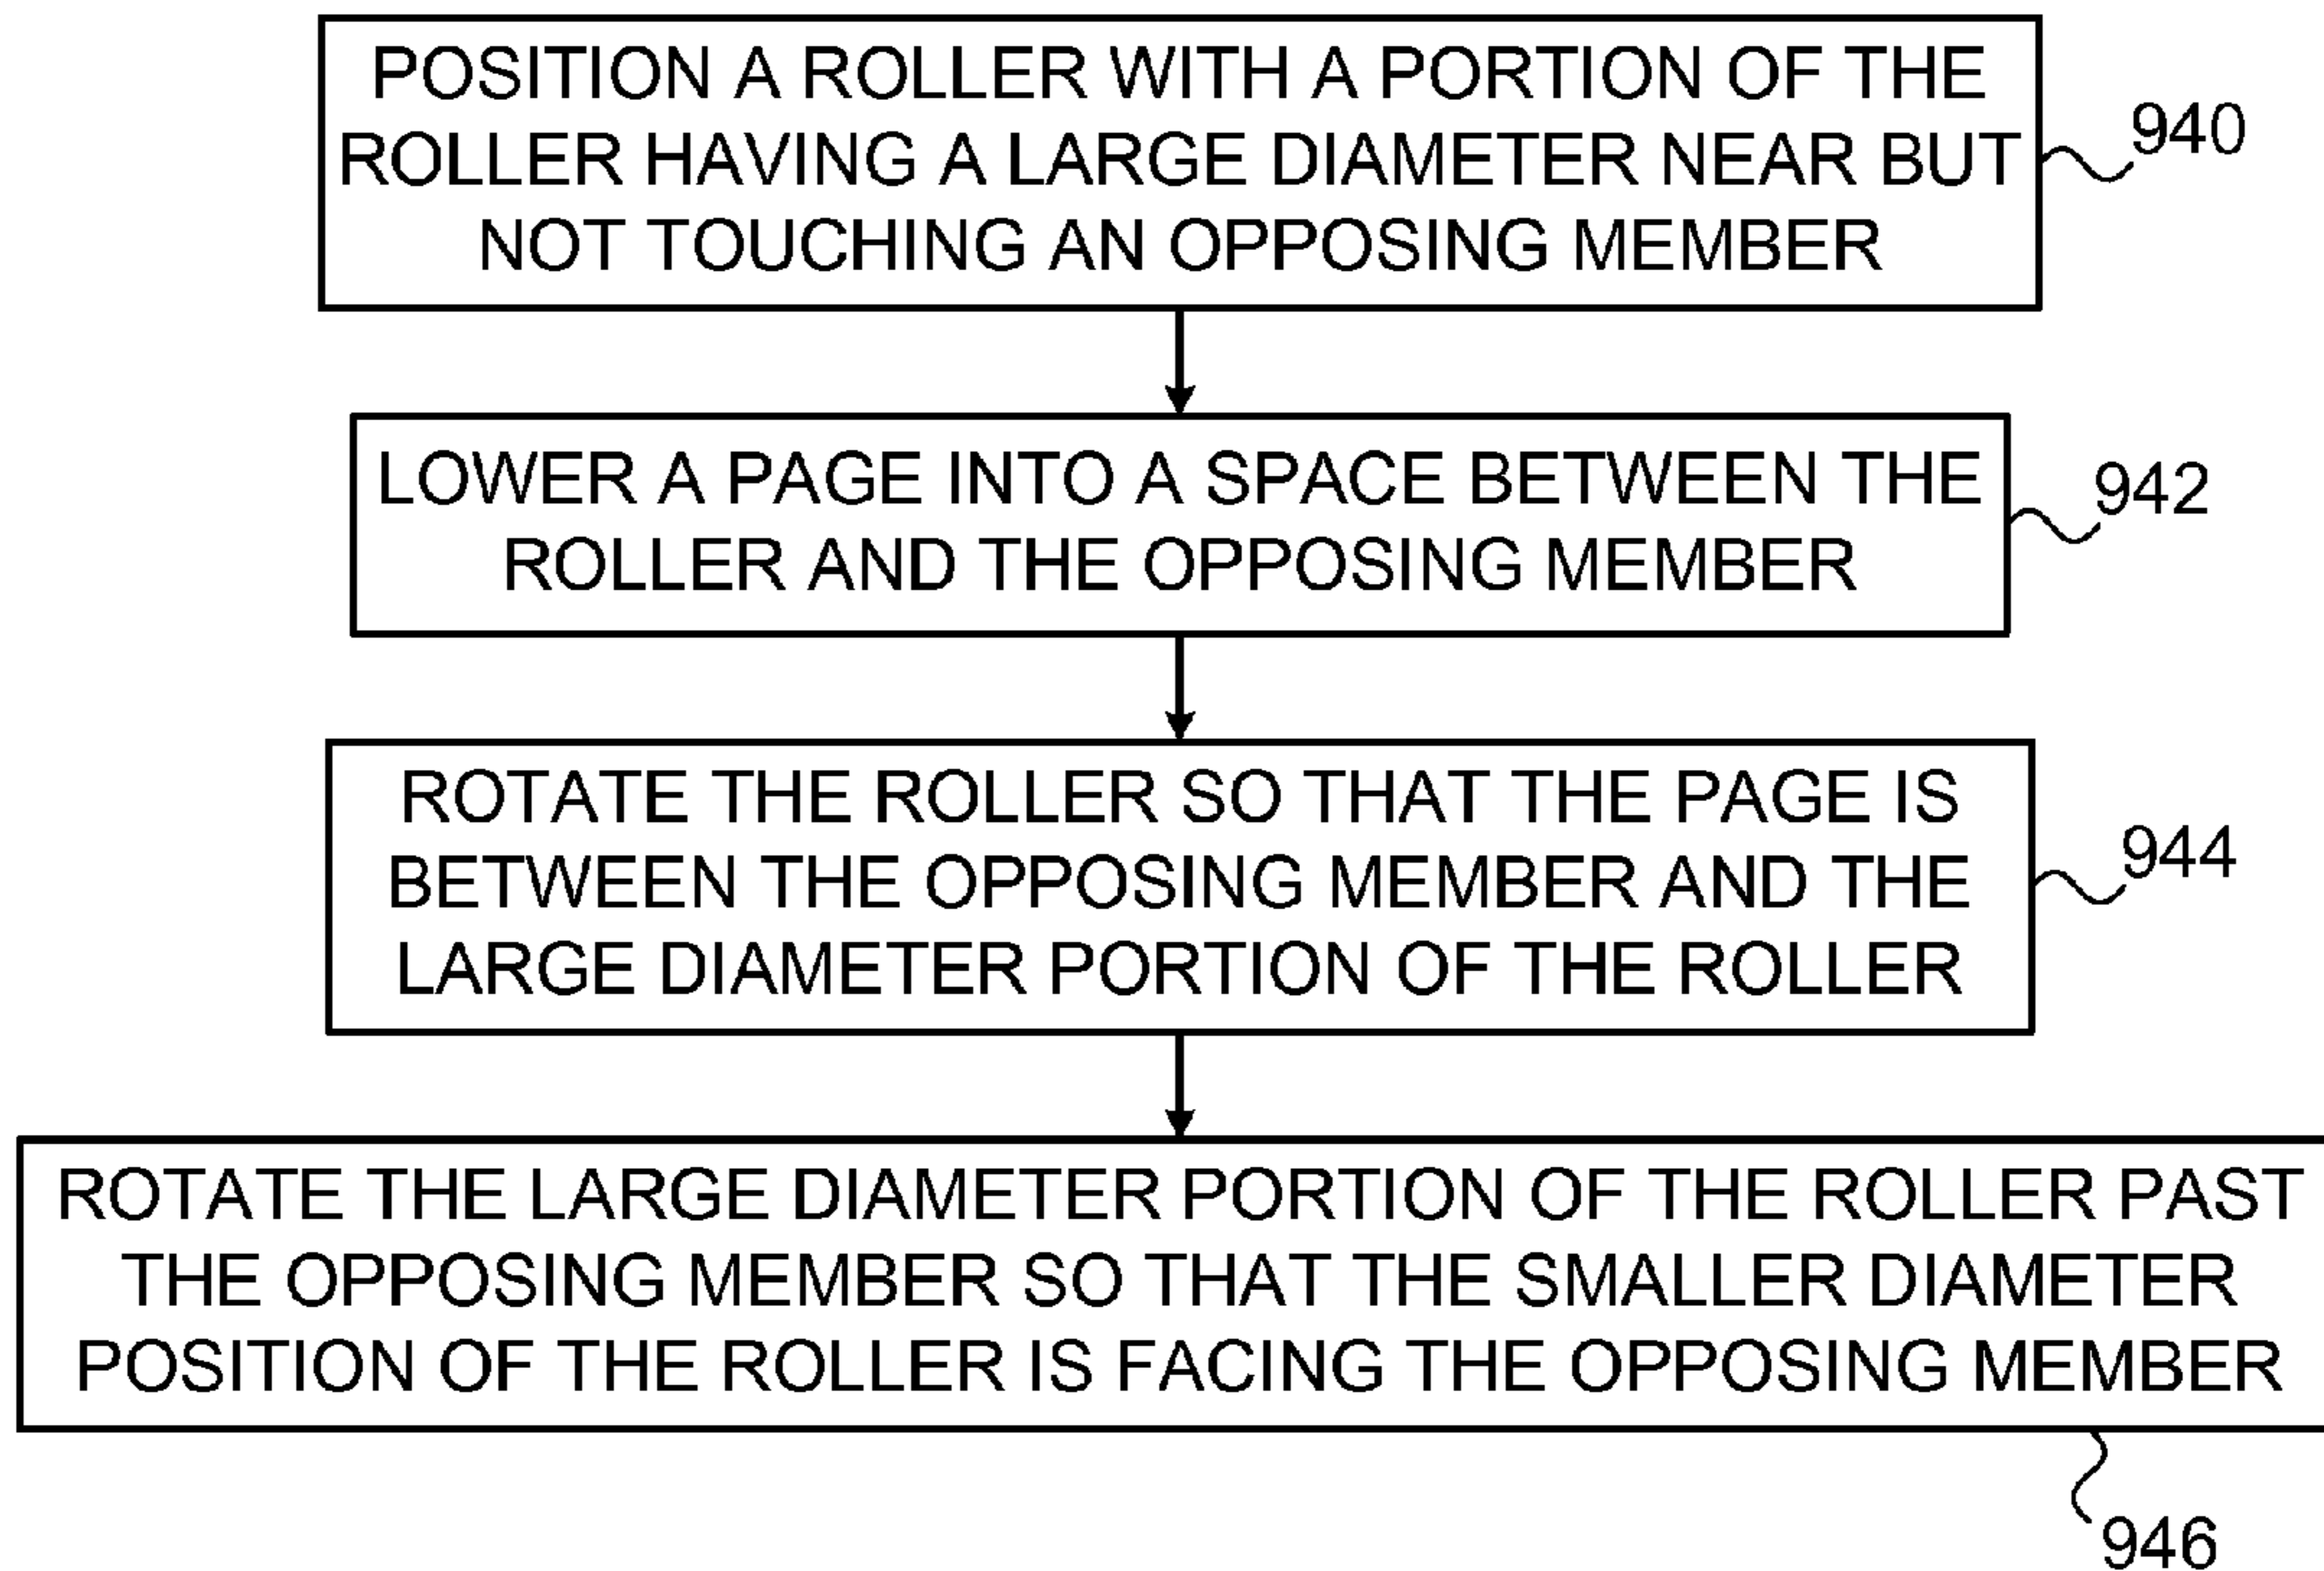 POSITION A ROLLER WITH A PORTION OF THE
ROLLER HAVING A LARGE DIAMETER NEAR BUT
NOT TOUCHING AN OPPOSING MEMBER
940
LOWER A PAGE INTO A SPACE BETWEEN THE
ROLLER AND THE OPPOSING MEMBER
942
ROTATE THE ROLLER SO THAT THE PAGE IS
BETWEEN THE OPPOSING MEMBER AND THE
LARGE DIAMETER PORTION OF THE ROLLER
944
ROTATE THE LARGE DIAMETER PORTION OF THE ROLLER PAST
THE OPPOSING MEMBER SO THAT THE SMALLER DIAMETER
POSITION OF THE ROLLER IS FACING THE OPPOSING MEMBER
946